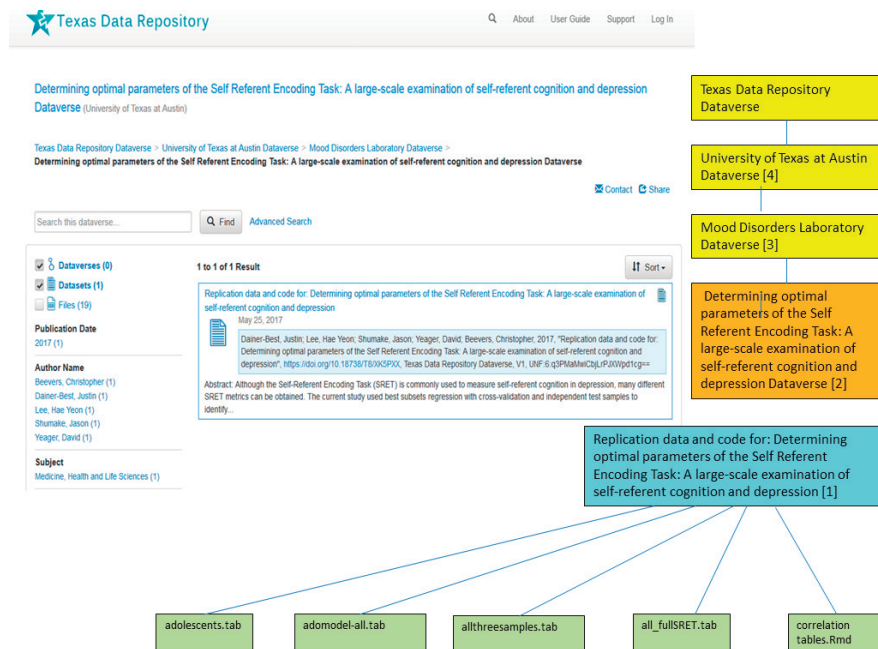 Texas Data Repository
About User Guide Support Log In
Determining optimal parameters of the Self Referent Encoding Task: A large-scale examination of self-referent cognition and depression
Dataverse (University of Texas at Austin)
Texas Data Repository Dataverse > University of Texas at Austin Dataverse > Mood Disorders Laboratory Dataverse >
Determining optimal parameters of the Self Referent Encoding Task: A large-scale examination of self-referent cognition and depression Dataverse
Contact Share
Search this dataverse... Find Advanced Search
Dataverses (0)
Datasets (1)
Files (19)
Publication Date
2017 (1)
Author Name
Beevers, Christopher (1)
Dainer-Best, Justin (1)
Lee, Hae Yeon (1)
Shumake, Jason (1)
Yeager, David (1)
Subject
Medicine, Health and Life Sciences (1)
1 to 1 of 1 Result
Sort
Replication data and code for: Determining optimal parameters of the Self Referent Encoding Task: A large-scale examination of
self-referent cognition and depression
May 25, 2017
Dainer-Best, Justin; Lee, Hae Yeon; Shumake, Jason; Yeager, David; Beevers, Christopher, 2017, "Replication data and code for:
Determining optimal parameters of the Self Referent Encoding Task: A large-scale examination of self-referent cognition and
depression", https://doi.org/10.18738/T8/XK5PXX, Texas Data Repository Dataverse, V1, UNF:6:q3PMaMwlCbjLrPJXWpd1cg==
Abstract: Although the Self-Referent Encoding Task (SRET) is commonly used to measure self-referent cognition in depression, many different
SRET metrics can be obtained. The current study used best subsets regression with cross-validation and independent test samples to
identify...
Texas Data Repository
Dataverse
University of Texas at Austin
Dataverse [4]
Mood Disorders Laboratory
Dataverse [3]
Determining optimal
parameters of the Self
Referent Encoding Task: A
large-scale examination of
self-referent cognition and
depression Dataverse [2]
Replication data and code for: Determining
optimal parameters of the Self Referent
Encoding Task: A large-scale examination of
self-referent cognition and depression [1]
adolescents.tab
adomodel-all.tab
allthreesamples.tab
all_fullSRET.tab
correlation
tables.Rmd